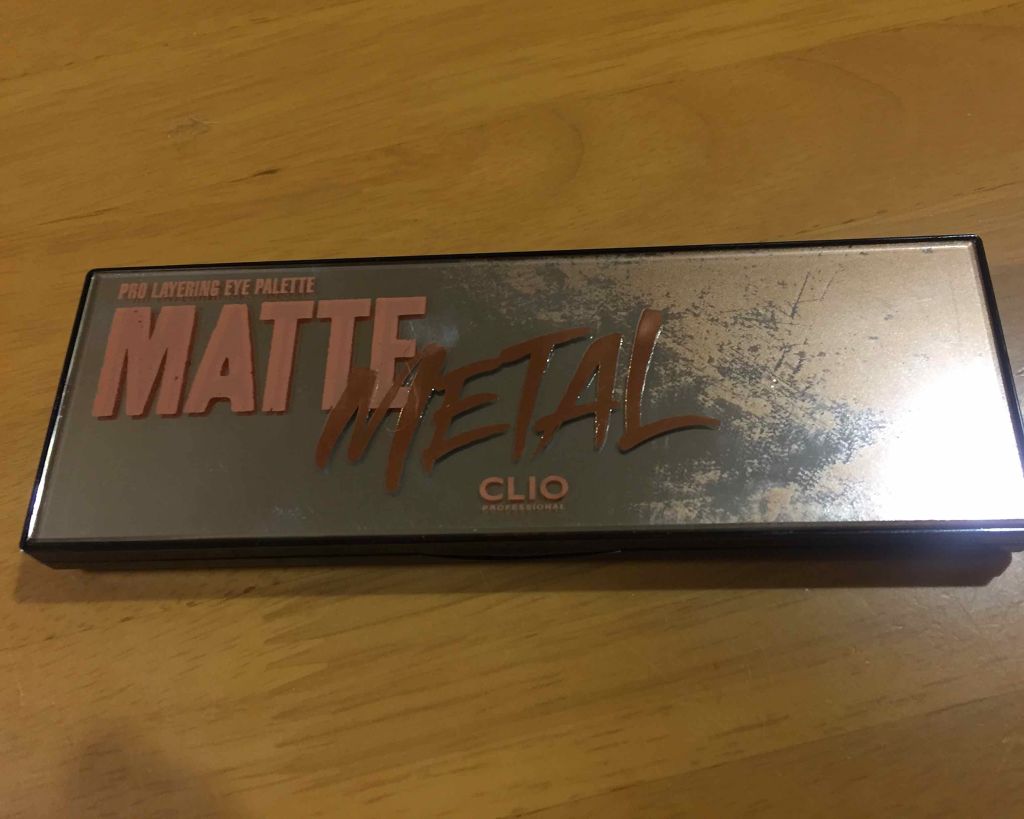 PRO LAYERING EYE PALETTE
MATTE
METAL
CLIO
PROFESSIONAL